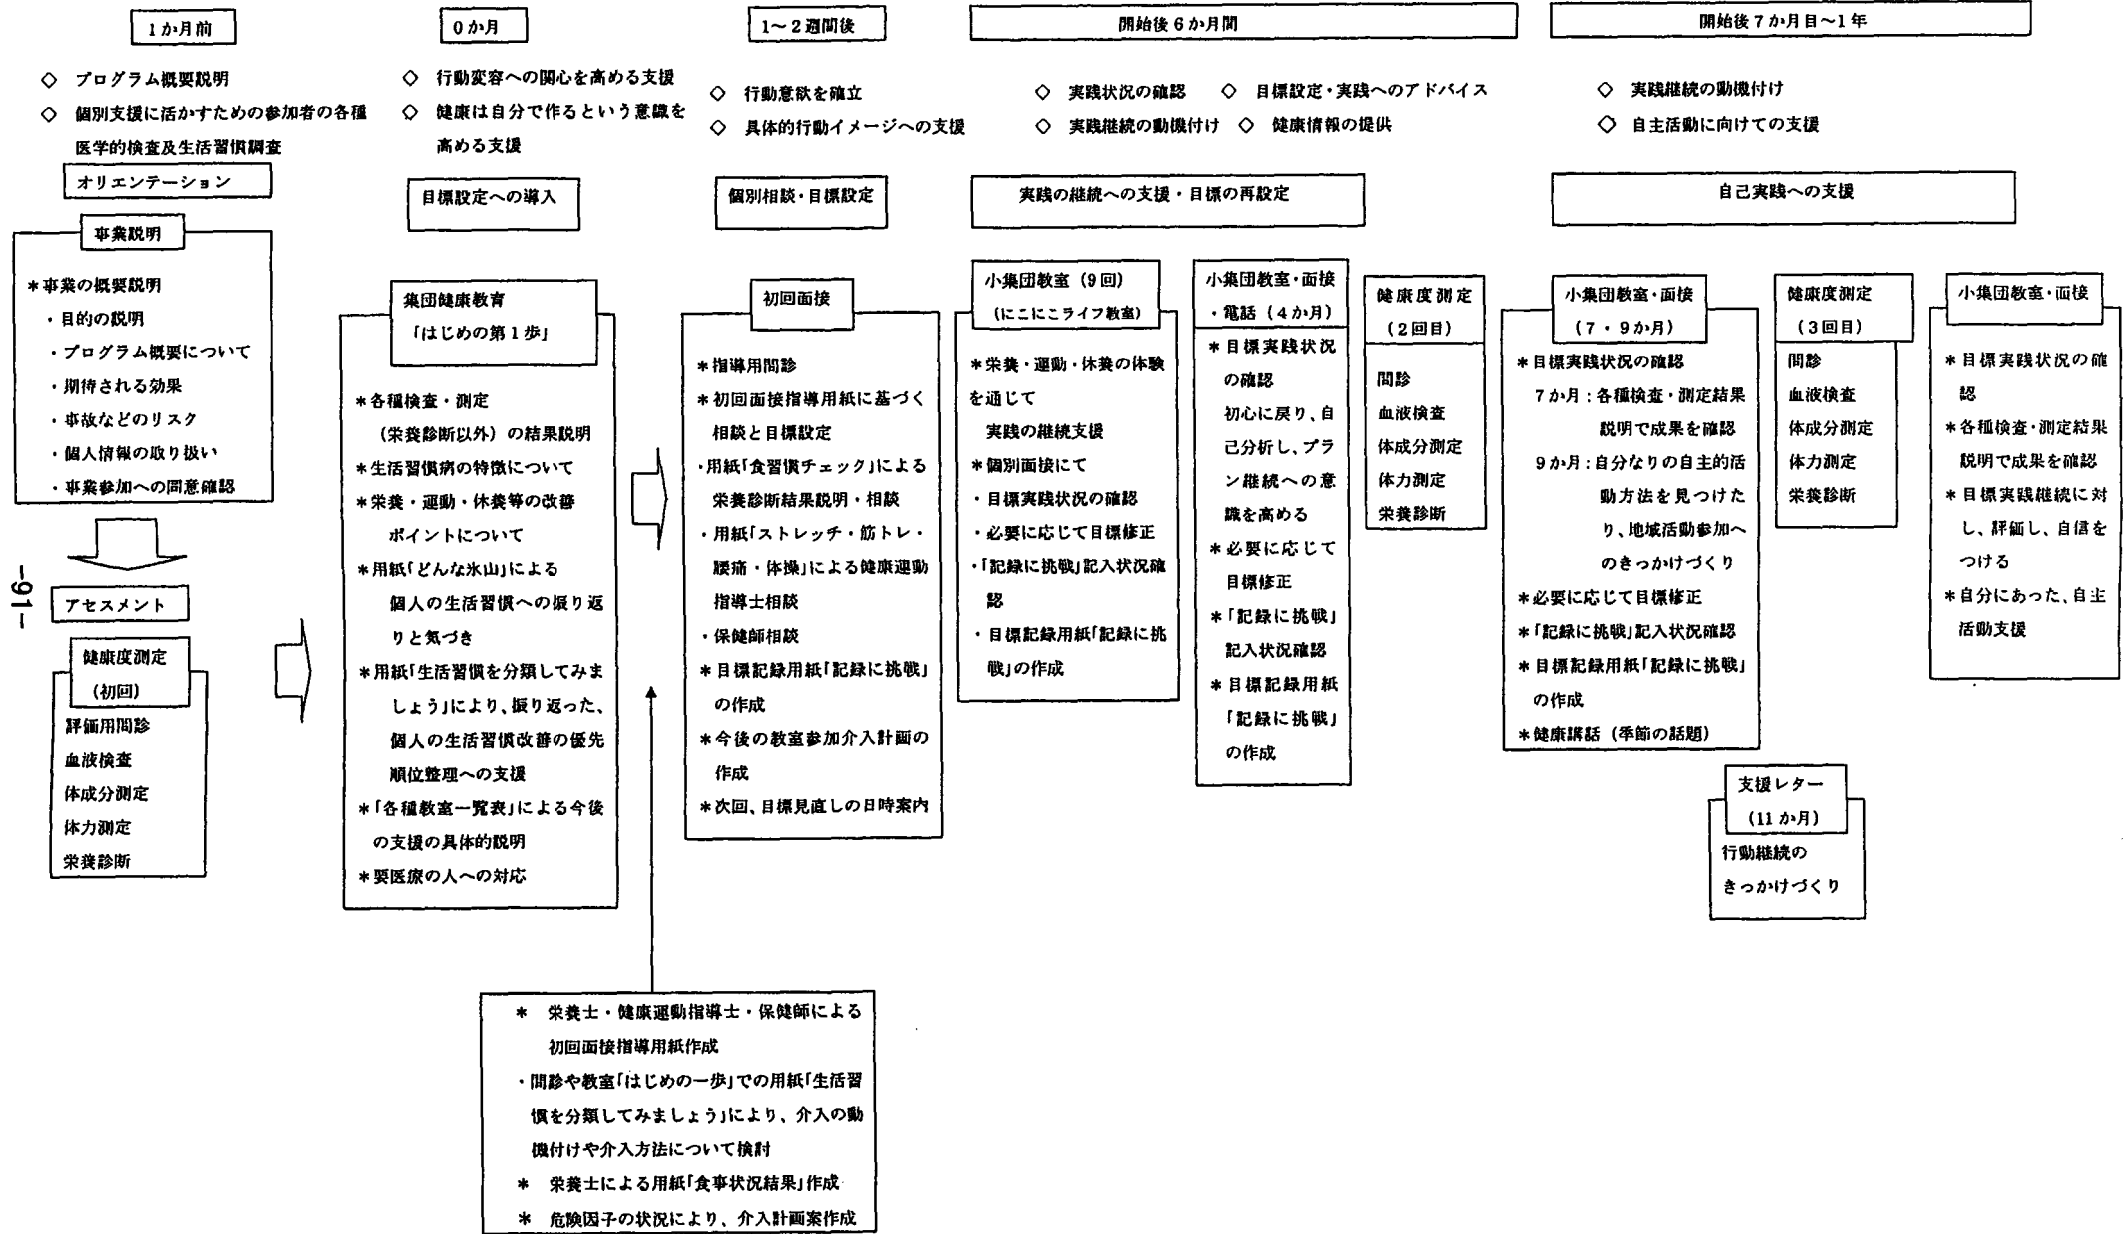 1か月前
◇ プログラム概要説明
◇ 個別支援に活かすための参加者の各種
医学的検査及生活習慣調査
オリエンテーション
事業説明
＊事業の概要説明
・目的の説明
・プログラム概要について
・期待される効果
・事故などのリスク
・個人情報の取り扱い
・事業参加への同意確認
アセスメント
健康度測定
（初回）
評価用問診
血液検査
体成分測定
体力測定
栄養診断
0か月
◇ 行動変容への関心を高める支援
◇ 健康は自分で作るという意識を
高める支援
目標設定への導入
集団健康教育
「はじめの第1歩」
＊各種検査・測定
（栄養診断以外）の結果説明
＊生活習慣病の特徴について
＊栄養・運動・休養等の改善
ポイントについて
＊用紙「どんな氷山」による
個人の生活習慣への振り返
りと気づき
＊用紙「生活習慣を分類してみま
しょう」により、振り返った、
個人の生活習慣改善の優先
順位整理への支援
＊「各種教室一覧表」による今後
の支援の具体的説明
＊要医療の人への対応
1～2週間後
◇ 行動意欲を確立
◇ 具体的行動イメージへの支援
個別相談・目標設定
初回面接
＊指導用問診
＊初回面接指導用紙に基づく
相談と目標設定
・用紙「食習慣チェック」による
栄養診断結果説明・相談
・用紙「ストレッチ・筋トレ・
腰痛・体操」による健康運動
指導士相談
・保健師相談
＊目標記録用紙「記録に挑戦」
の作成
＊今後の教室参加介入計画の
作成
＊次回、目標見直しの日時案内
＊ 栄養士・健康運動指導士・保健師による
初回面接指導用紙作成
・問診や教室「はじめの一歩」での用紙「生活習
慣を分類してみましょう」により、介入の動
機付けや介入方法について検討
＊ 栄養士による用紙「食事状況結果」作成
＊ 危険因子の状況により、介入計画案作成
開始後6か月間
◇ 実践状況の確認 ◇ 目標設定・実践へのアドバイス
◇ 実践継続の動機付け ◇ 健康情報の提供
実践の継続への支援・目標の再設定
小集団教室（9回）
（にこにこライフ教室）
＊栄養・運動・休養の体験
を通じて
実践の継続支援
＊個別面接にて
・目標実践状況の確認
・必要に応じて目標修正
・「記録に挑戦」記入状況確
認
・目標記録用紙「記録に挑
戦」の作成
小集団教室・面接
・電話（4か月）
＊目標実践状況
の確認
初心に戻り、自
己分析し、プラ
ン継続への意
識を高める
＊必要に応じて
目標修正
＊「記録に挑戦」
記入状況確認
＊目標記録用紙
「記録に挑戦」
の作成
健康度測定
（2回目）
問診
血液検査
体成分測定
体力測定
栄養診断
開始後7か月目～1年
◇ 実践継続の動機付け
◇ 自主活動に向けての支援
自己実践への支援
小集団教室・面接
（7・9か月）
＊目標実践状況の確認
7か月：各種検査・測定結果
説明で成果を確認
9か月：自分なりの自主的活
動方法を見つけた
り、地域活動参加へ
のきっかけづくり
＊必要に応じて目標修正
＊「記録に挑戦」記入状況確認
＊目標記録用紙「記録に挑戦」
の作成
＊健康講話（季節の話題）
支援レター
（11か月）
行動継続の
きっかけづくり
健康度測定
（3回目）
問診
血液検査
体成分測定
体力測定
栄養診断
小集団教室・面接
＊目標実践状況の確
認
＊各種検査・測定結果
説明で成果を確認
＊目標実践継続に対
し、評価し、自信を
つける
＊自分にあった、自主
活動支援
-91-